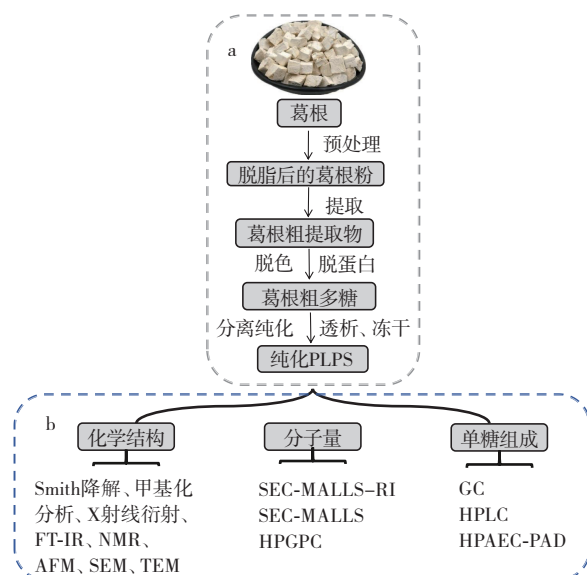 a
葛根
预处理
脱脂后的葛根粉
提取
葛根粗提取物
脱色 脱蛋白
葛根粗多糖
分离纯化 透析、冻干
纯化PLPS
b
化学结构 分子量 单糖组成
Smith降解、甲基化
分析、X射线衍射、
FT-IR、NMR、
AFM、SEM、TEM
SEC-MALLS-RI
SEC-MALLS
HPGPC
GC
HPLC
HPAEC-PAD